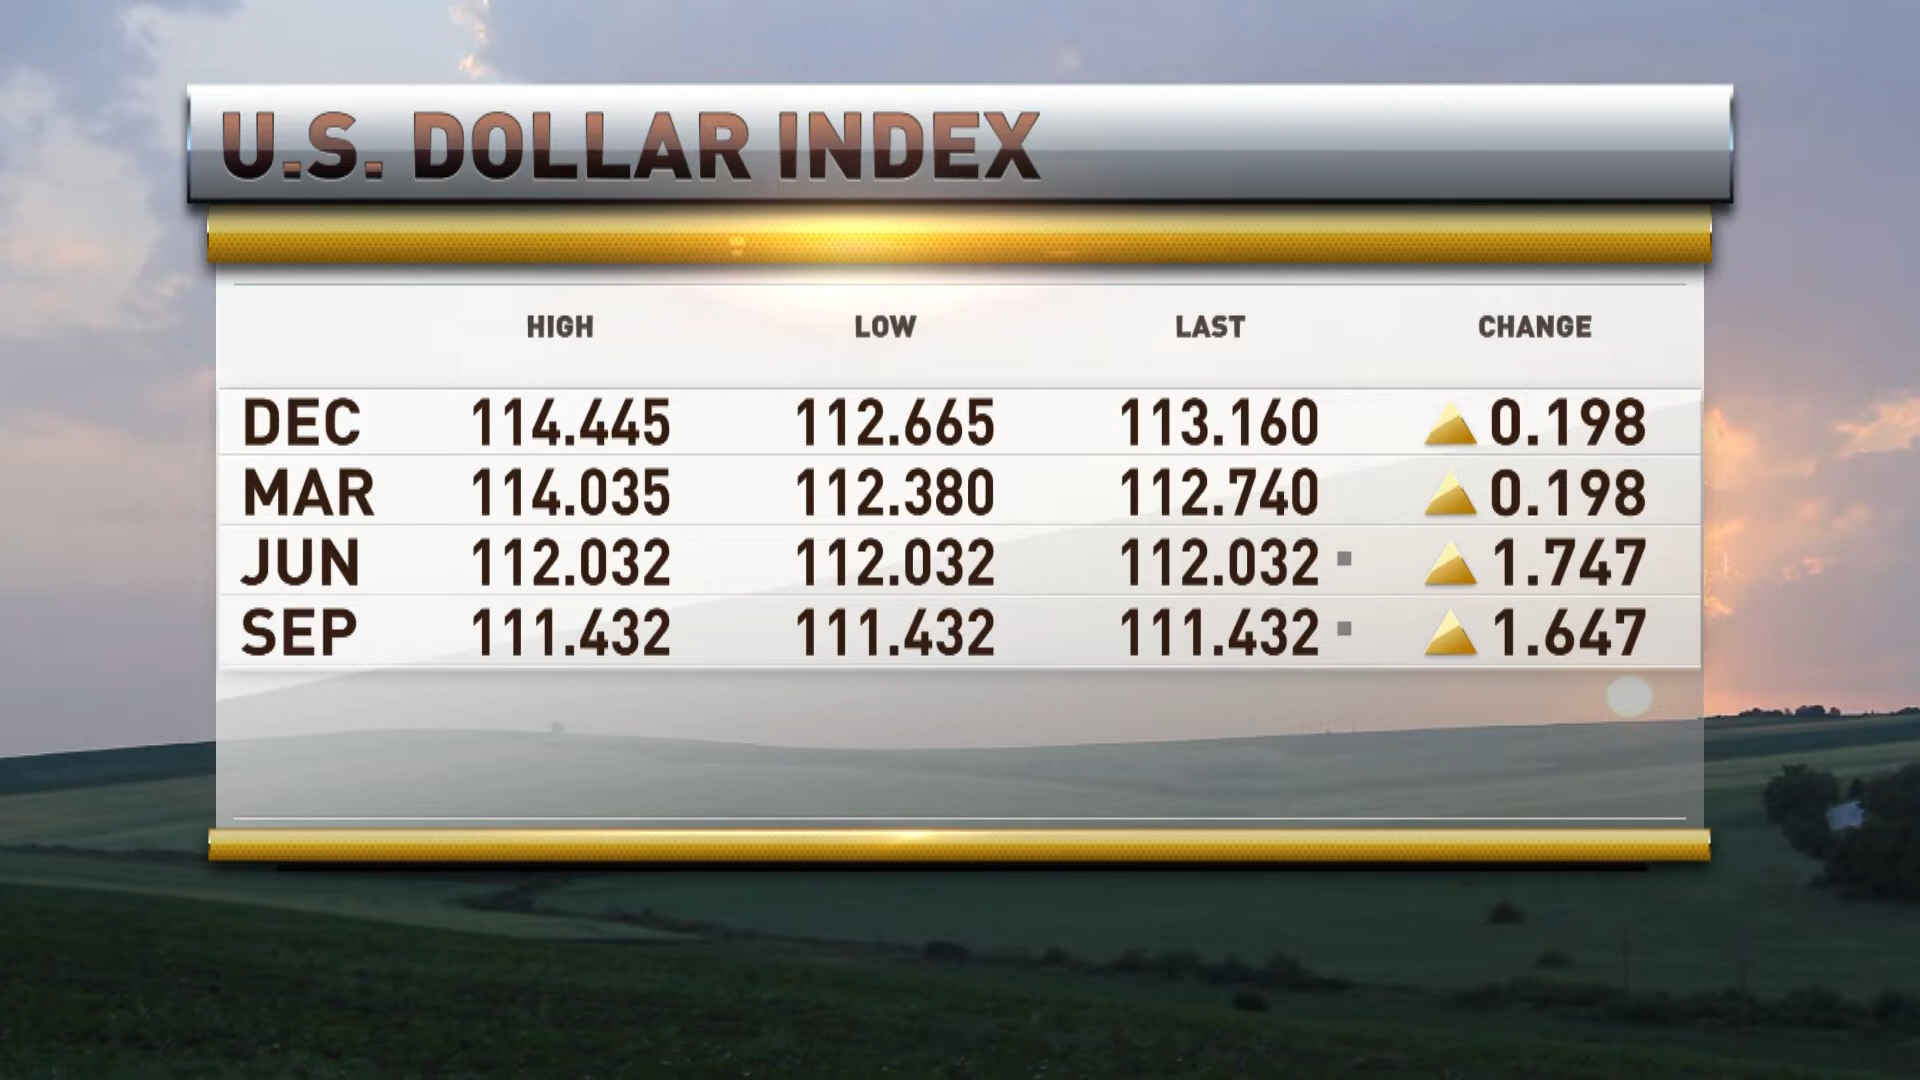 U.S. DOLLAR INDEX
HIGH LOW LAST CHANGE
DEC 114.445 112.665 113.160 0.198
MAR 114.035 112.380 112.740 0.198
JUN 112.032 112.032 112.032 1.747
SEP 111.432 111.432 111.432 1.647